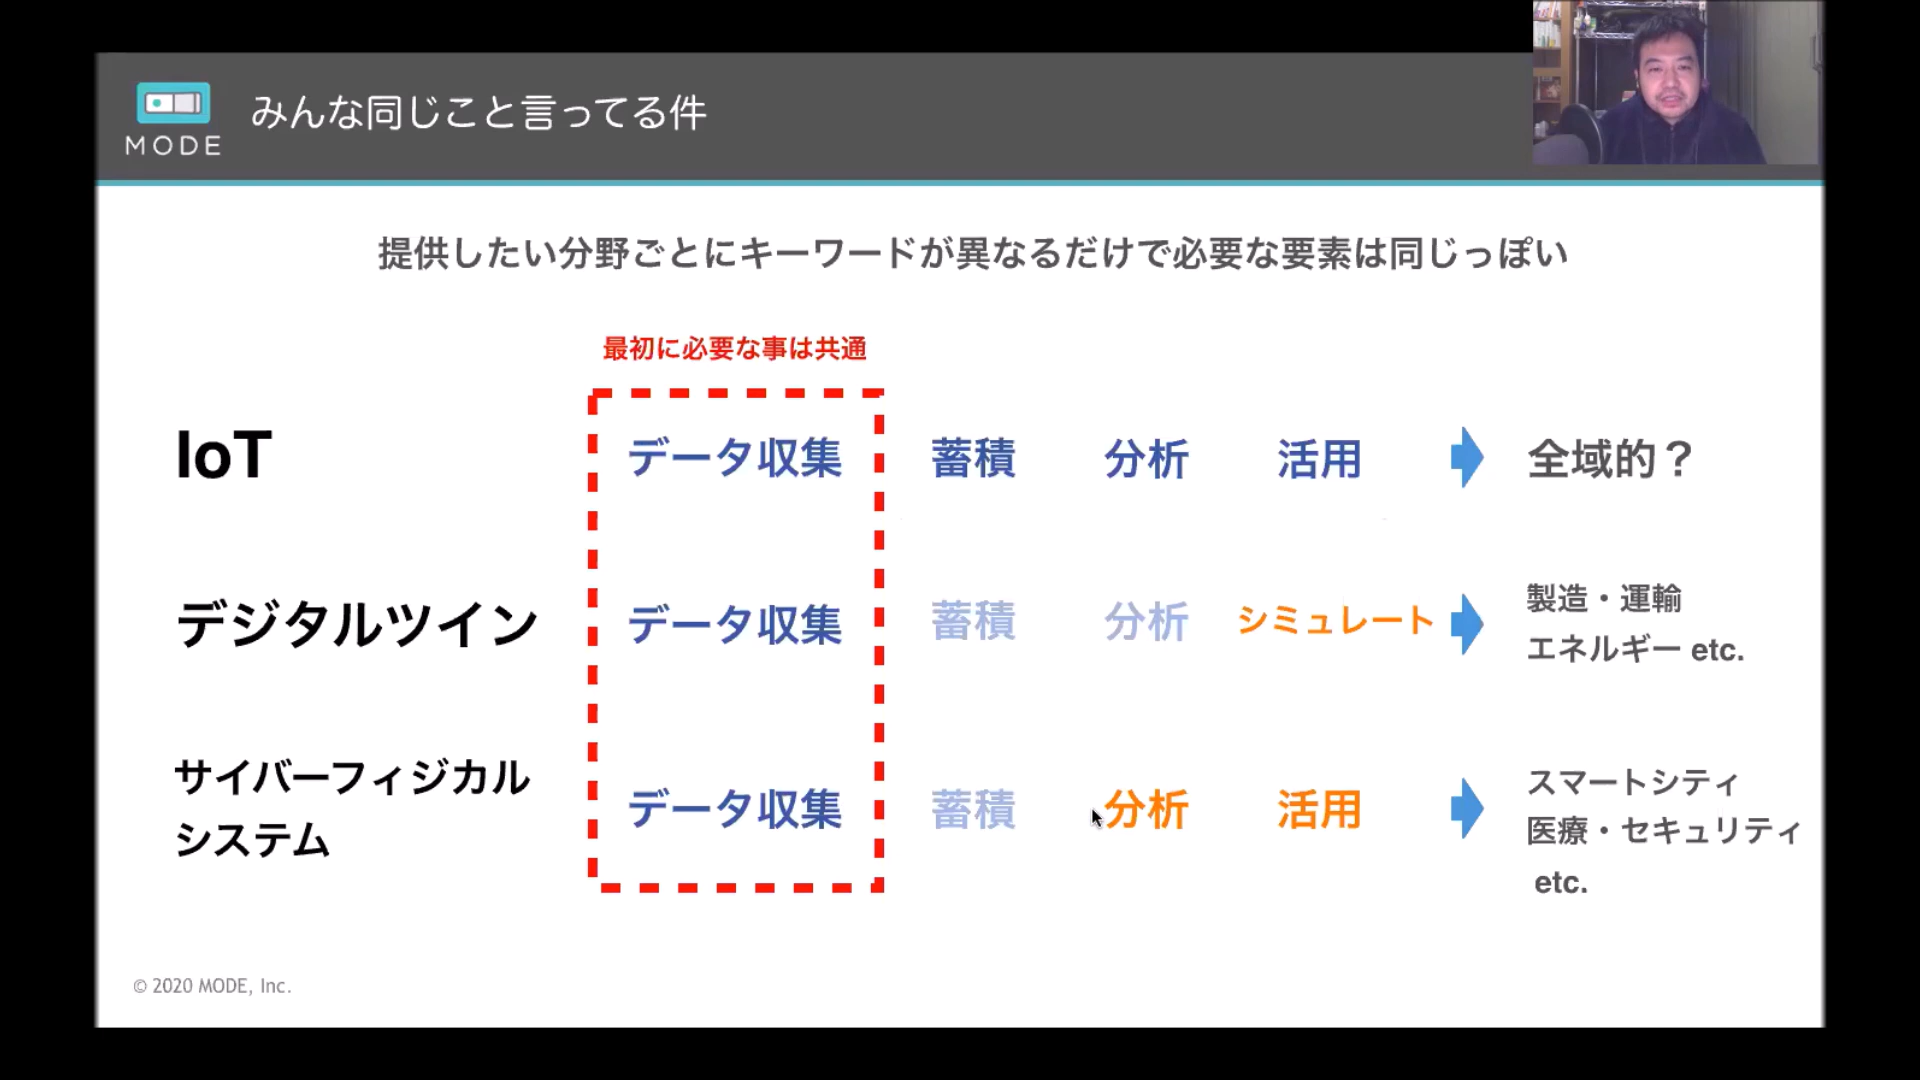 MODE
みんな同じこと言ってる件
提供したい分野ごとにキーワードが異なるだけで必要な要素は同じっぽい
最初に必要な事は共通
IoT データ収集 蓄積 分析 活用 全域的？
デジタルツイン データ収集 蓄積 分析 シミュレート 製造・運輸
エネルギー etc.
サイバーフィジカル
システム データ収集 蓄積 分析 活用 スマートシティ
医療・セキュリティ
etc.
© 2020 MODE, Inc.